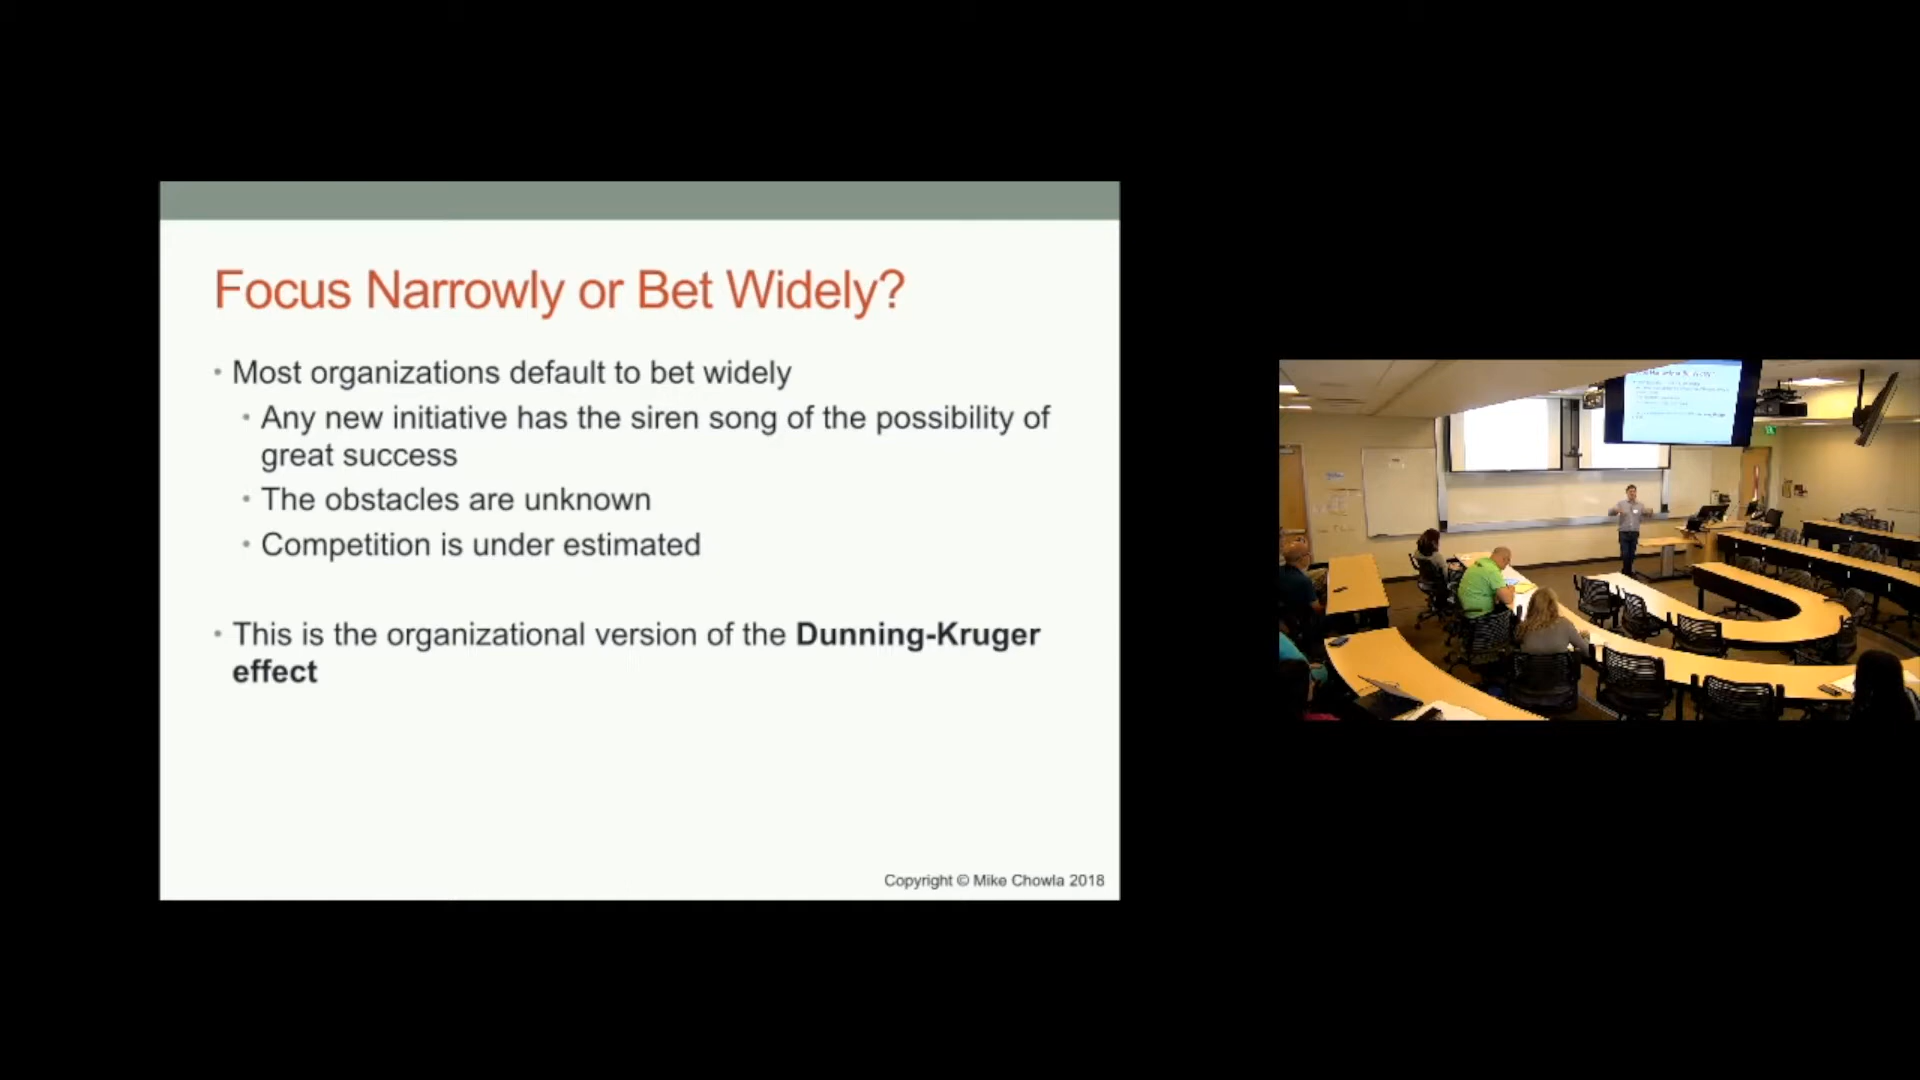 Focus Narrowly or Bet Widely?
• Most organizations default to bet widely
• Any new initiative has the siren song of the possibility of
great success
• The obstacles are unknown
• Competition is under estimated
• This is the organizational version of the Dunning-Kruger
effect
Copyright © Mike Chowla 2018